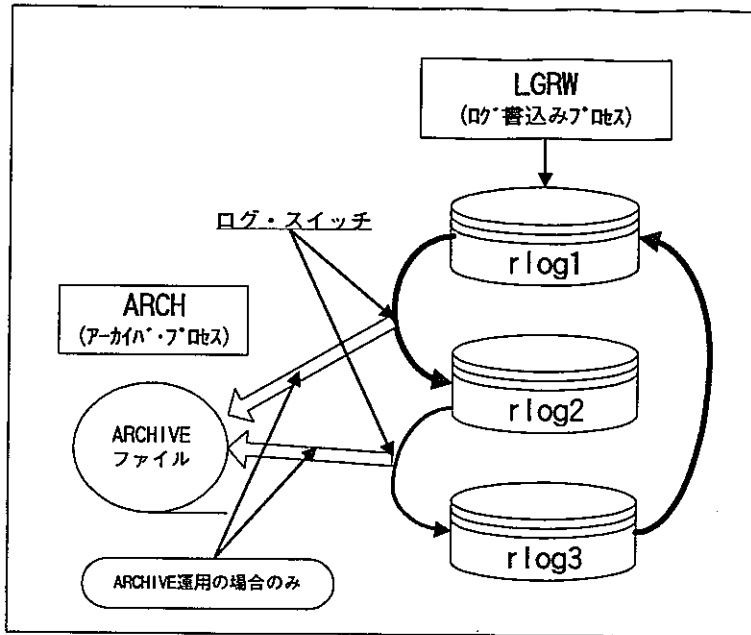 LGRW
(ログ書込みプロセス)
ログ・スイッチ
rlog1
ARCH
(アーカイバ・プロセス)
rlog2
ARCHIVE
ファイル
rlog3
ARCHIVE運用の場合のみ